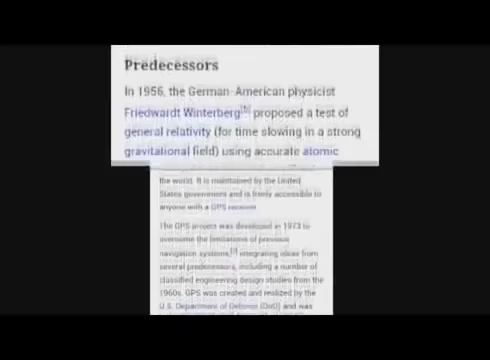 Predecessors
In 1956, the German-American physicist
Friedwardt Winterberg[5] proposed a test of
general relativity (for time slowing in a strong
gravitational field) using accurate atomic
the worst. It is maintained by the United
States government and is freely accessible to
anyone with a GPS receiver.
The GPS project was developed in 1973 to
overcome the limitations of previous
navigation systems, integrating ideas from
several predecessors, including a number of
classified engineering design studies from the
1960s. GPS was created and realized by the
U.S. Department of Defense (DoD) and was